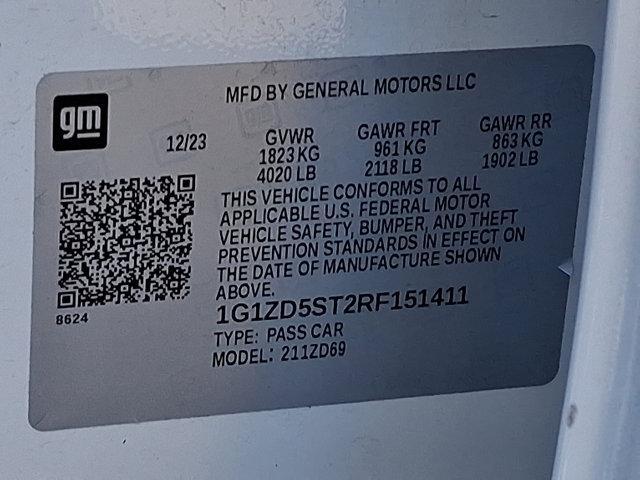 MFD BY GENERAL MOTORS LLC
gm
12/23
GVWR
1823 KG
4020 LB
GAWR FRT
961 KG
2118 LB
GAWR RR
863 KG
1902 LB
THIS VEHICLE CONFORMS TO ALL
APPLICABLE U.S. FEDERAL MOTOR
VEHICLE SAFETY, BUMPER, AND THEFT
PREVENTION STANDARDS IN EFFECT ON
THE DATE OF MANUFACTURE SHOWN
ABOVE.
8624
1G1ZD5ST2RF151411
TYPE: PASS CAR
MODEL: 211ZD69